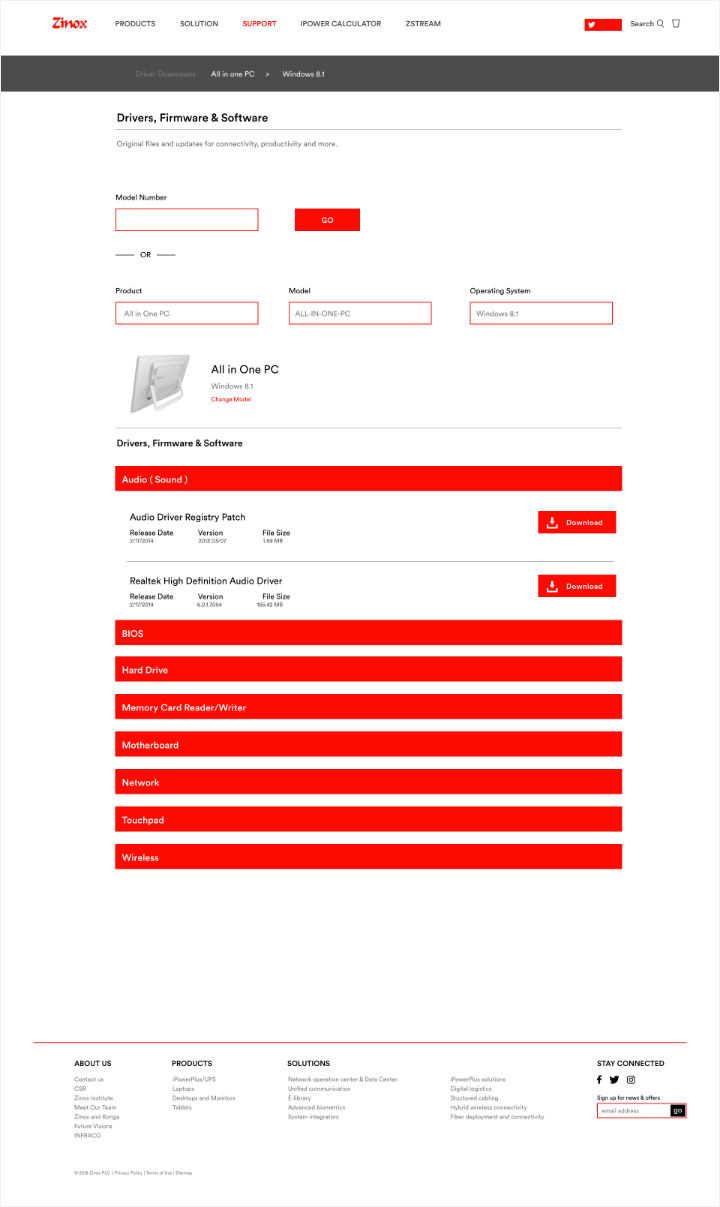 Zinox PRODUCTS SOLUTION SUPPORT IPOWER CALCULATOR ZSTREAM Search
Driver Downloads All in one PC > Windows 8.1
Drivers, Firmware & Software
Original files and updates for connectivity, productivity and more.
Model Number
GO
OR
Product Model Operating System
All in One PC ALL-IN-ONE-PC Windows 8.1
All in One PC
Windows 8.1
Change Model
Drivers, Firmware & Software
Audio ( Sound )
Audio Driver Registry Patch
Download
Release Date Version File Size
2/17/2014 2013 03/07 1.59 MB
Realtek High Definition Audio Driver
Download
Release Date Version File Size
2/17/2014 6.0.1.7054 155.42 MB
BIOS
Hard Drive
Memory Card Reader/Writer
Motherboard
Network
Touchpad
Wireless
ABOUT US PRODUCTS SOLUTIONS STAY CONNECTED
Contact us iPowerPlus/UPS Network operation center & Data Center iPowerPlus solutions
CSR Laptops Unified communication Digital logistics
Zinox Institute Desktops and Monitors E-library Stuctured cabling
Sign up for news & offers
Meet Our Team Tablets Advanced biometrics Hybrid wireless connectivity
email address go
Zinox and Konga System integrators Fiber deployment and connectivity
Future Visions
INFRACO
© 2018 Zinox PLC | Privacy Policy | Terms of Use | Sitemap